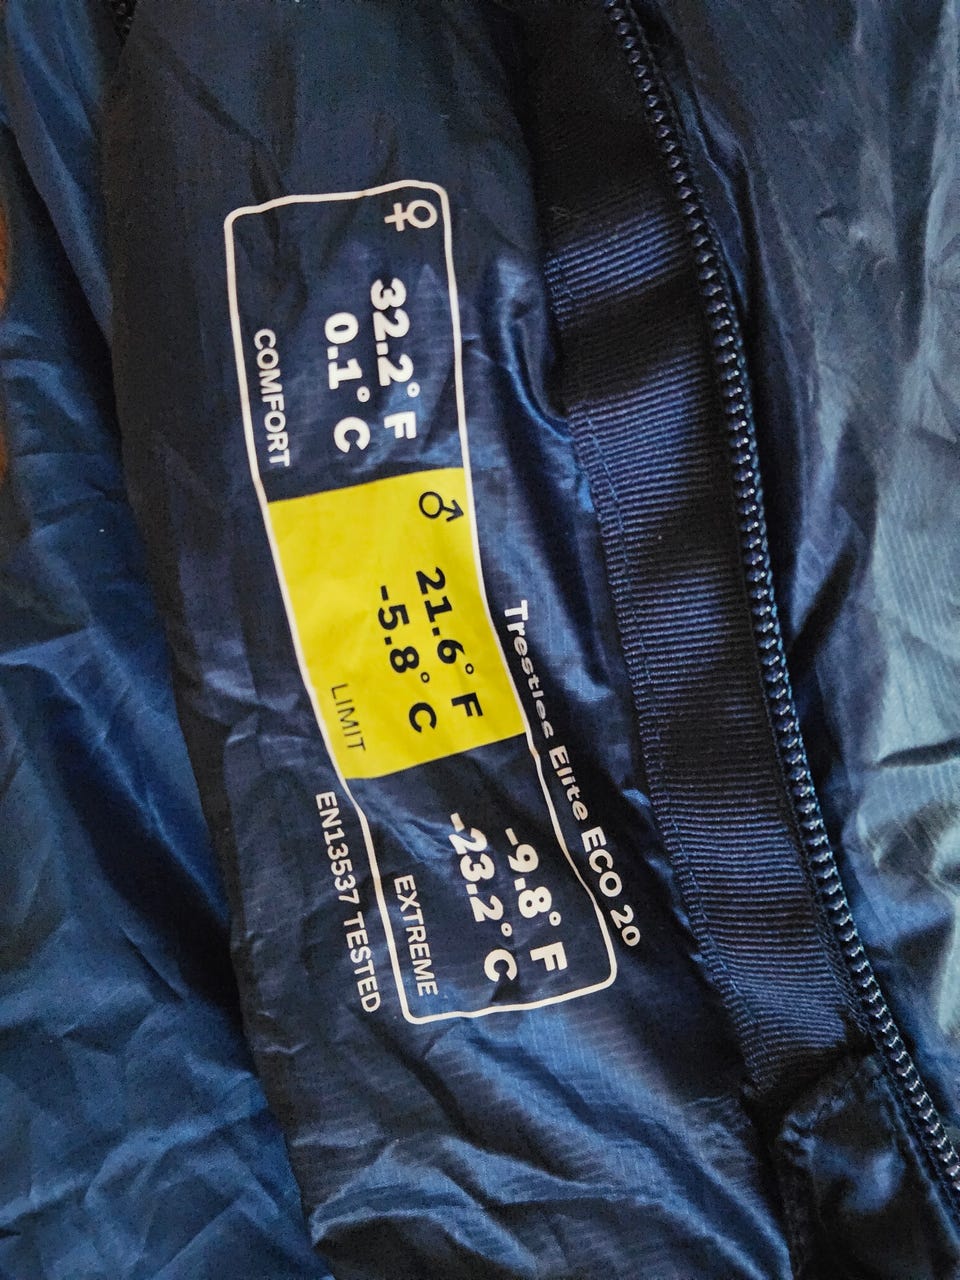 Trestles Elite ECO 20
♀
32.2° F
0.1° C
COMFORT
♂
21.6° F
-5.8° C
LIMIT
-9.8° F
-23.2° C
EXTREME
EN13537 TESTED